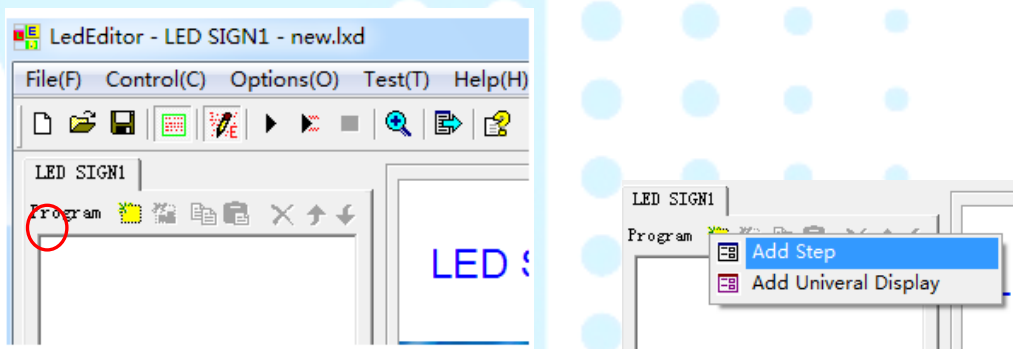 LedEditor - LED SIGN1 - new.lxd
File(F) Control(C) Options(O) Test(T) Help(H)
LED SIGN1
Program
LED
LED SIGN1
Program
Add Step
Add Univeral Display